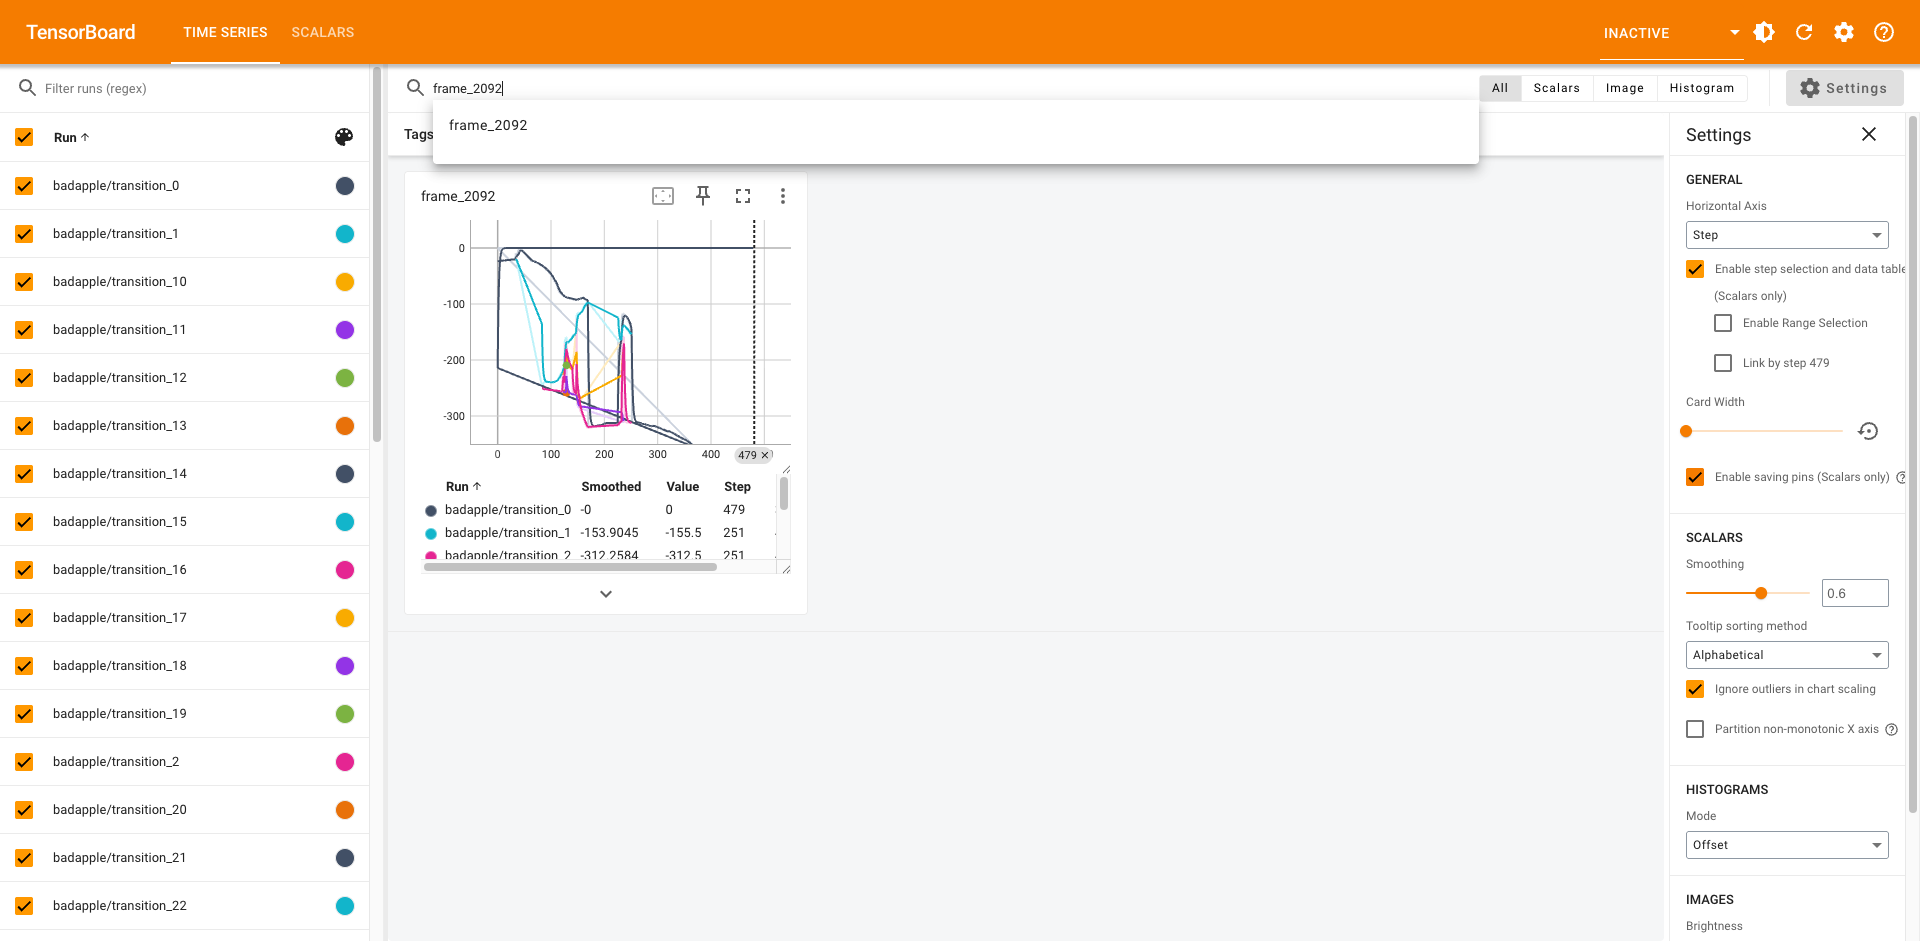 TensorBoard
TIME SERIES
SCALARS
INACTIVE
Filter runs (regex)
Run
badapple/transition_0
badapple/transition_1
badapple/transition_10
badapple/transition_11
badapple/transition_12
badapple/transition_13
badapple/transition_14
badapple/transition_15
badapple/transition_16
badapple/transition_17
badapple/transition_18
badapple/transition_19
badapple/transition_2
badapple/transition_20
badapple/transition_21
badapple/transition_22
frame_2092
All
Scalars
Image
Histogram
Settings
frame_2092
Tags
frame_2092
0
-100
-200
-300
0
100
200
300
400
479
Run Smoothed Value Step
badapple/transition_0 -0 0 479
badapple/transition_1 -153.9045 -155.5 251
badapple/transition_2 -312.2584 -312.5 251
Settings
GENERAL
Horizontal Axis
Step
Enable step selection and data table
(Scalars only)
Enable Range Selection
Link by step 479
Card Width
Enable saving pins (Scalars only)
SCALARS
Smoothing
0.6
Tooltip sorting method
Alphabetical
Ignore outliers in chart scaling
Partition non-monotonic X axis
HISTOGRAMS
Mode
Offset
IMAGES
Brightness